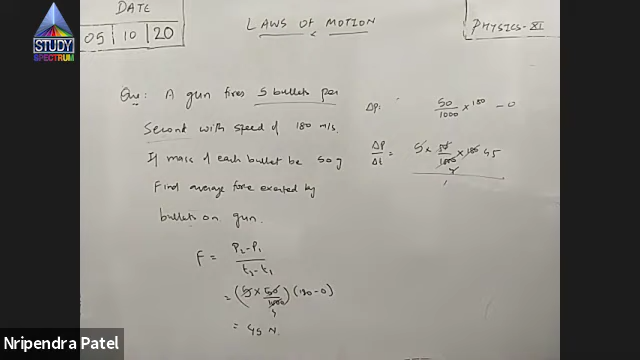 STUDY
SPECTRUM
DATE
05 | 10 | 20
LAWS OF MOTION
PHYSICS-XI
Que: A gun fires 5 bullets per
Second with speed of 180 m/s.
If mass of each bullet be 50 g
Find average force exerted by
bullets on gun.
F = P2 - P1 / t2 - t1
= (5 × 50/1000) (180 - 0)
= 45 N.
ΔP: 50/1000 × 180 - 0
ΔP/Δt = 5 × 50/1000 × 180 45
4
1
Nripendra Patel